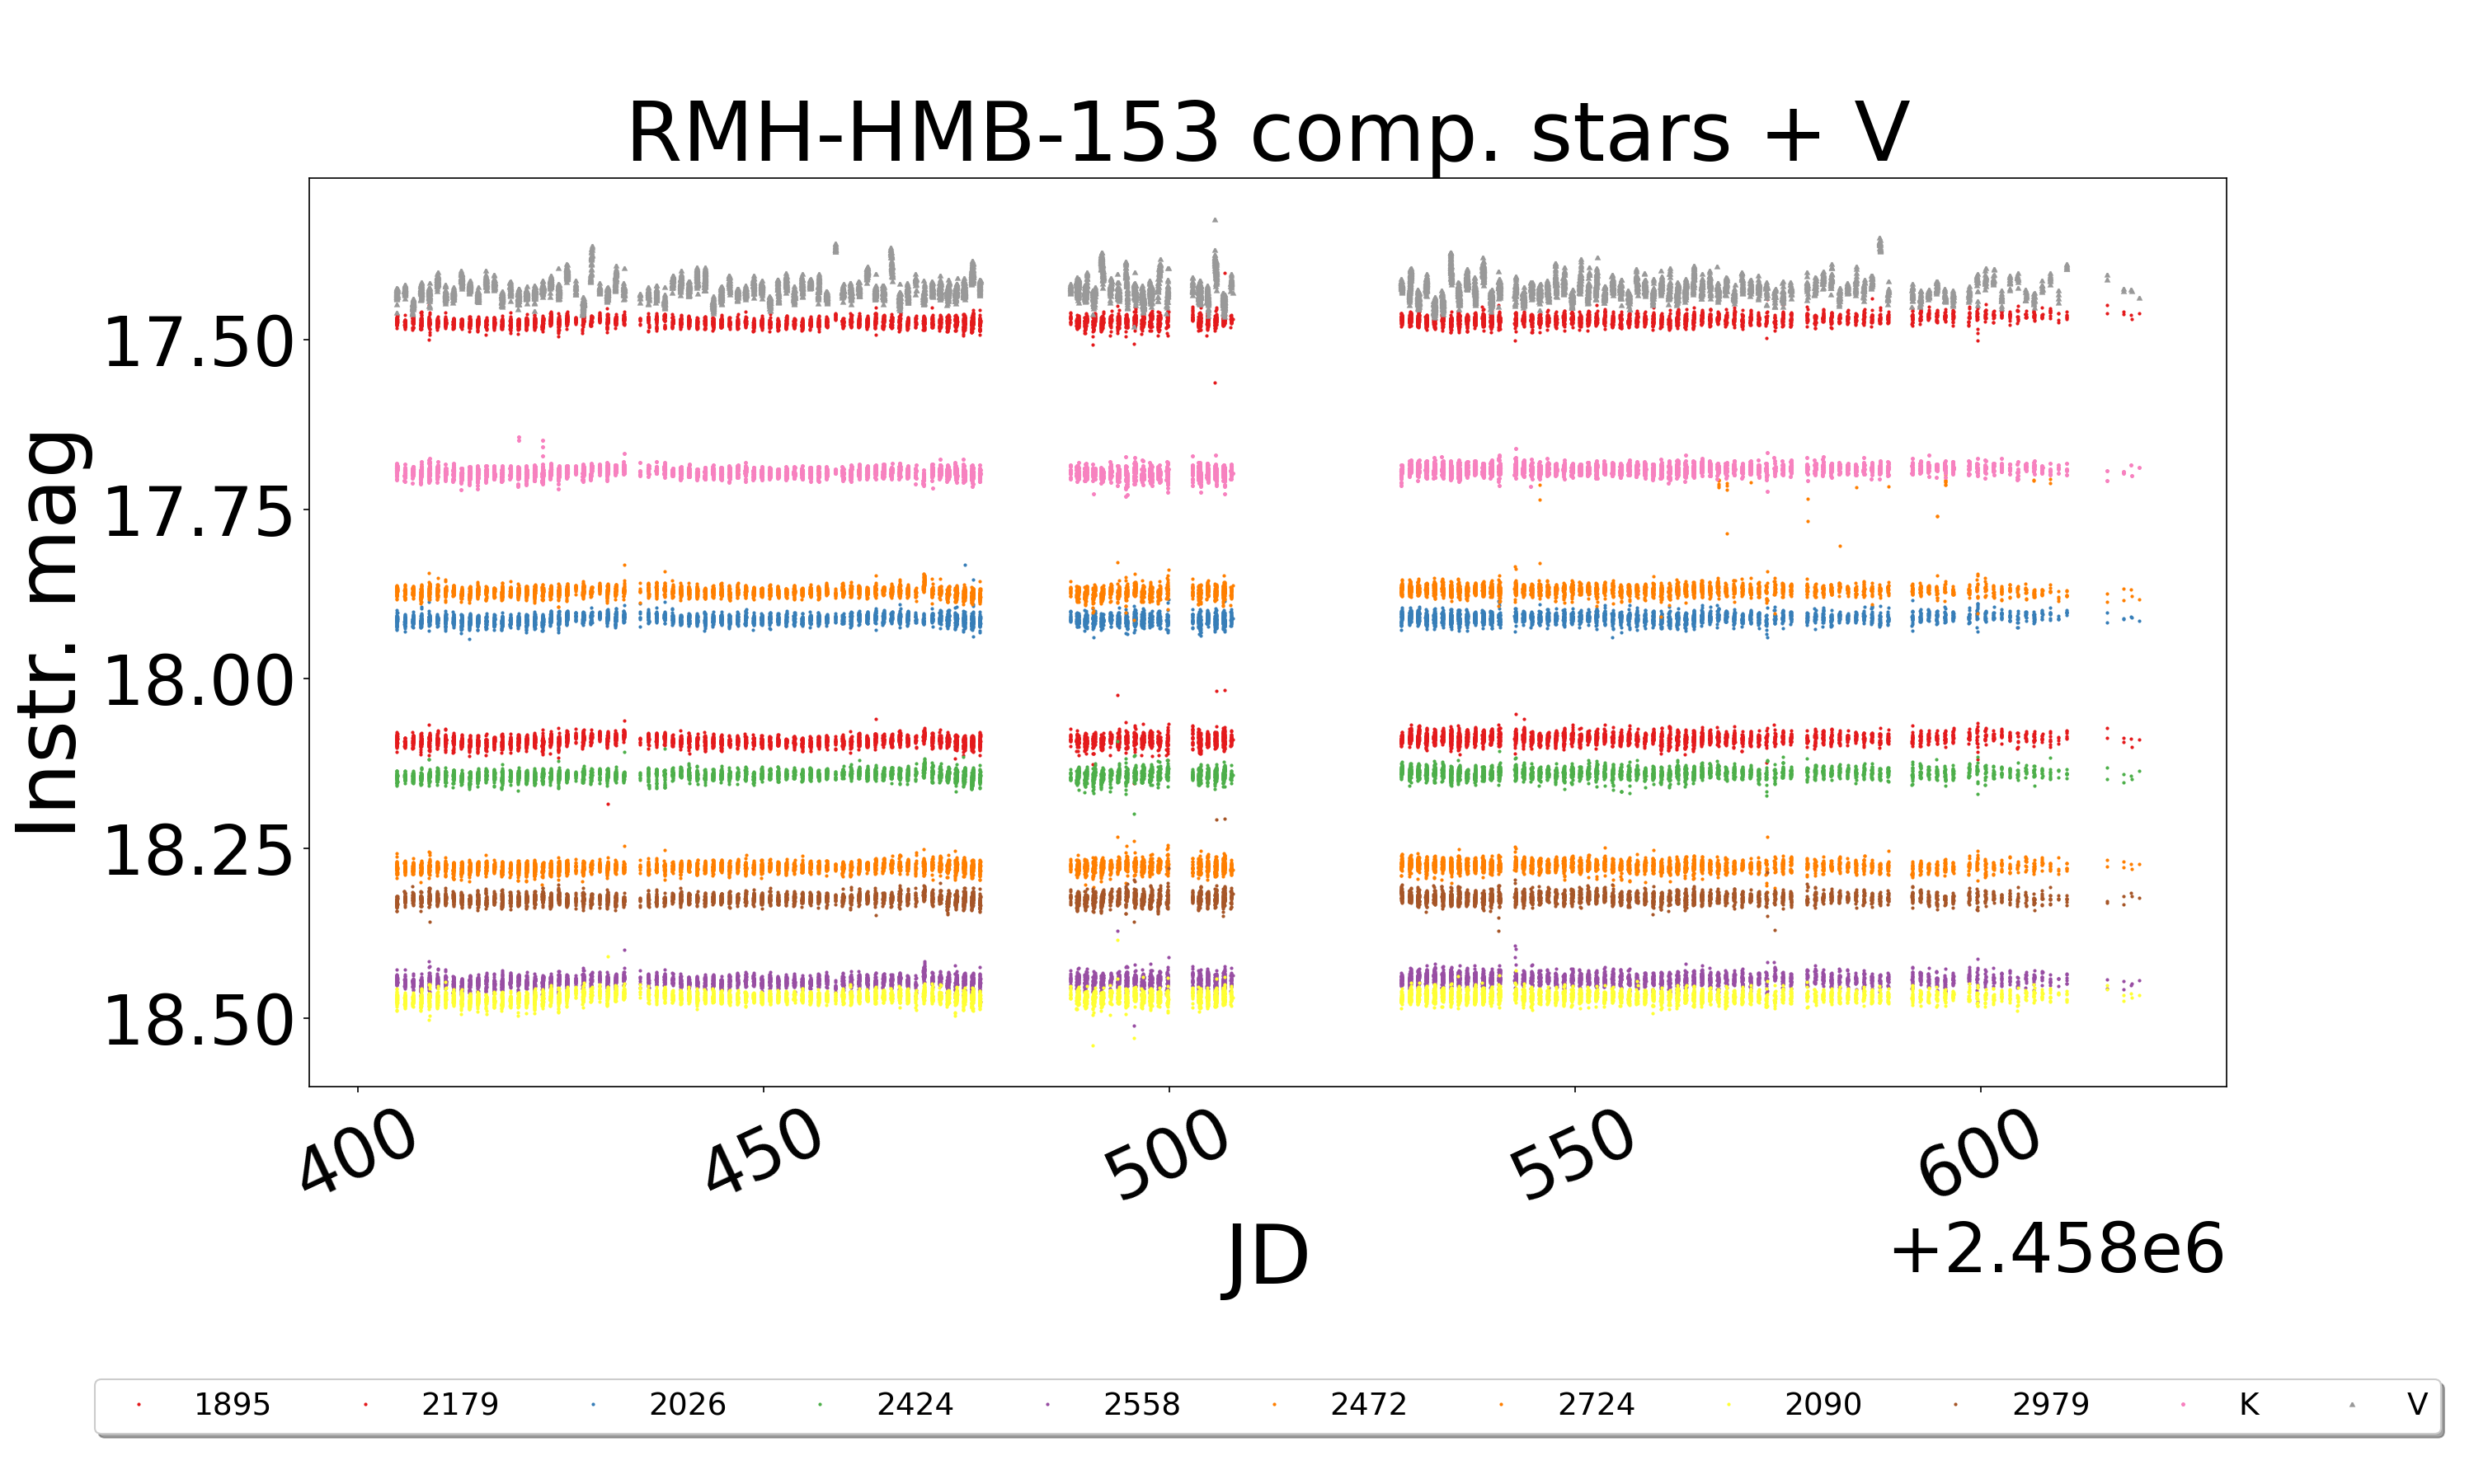 RMH-HMB-153 comp. stars + V
Instr. mag
17.50
17.75
18.00
18.25
18.50
400 450 500 550 600
JD
+2.458e6
1895 2179 2026 2424 2558 2472 2724 2090 2979 K V